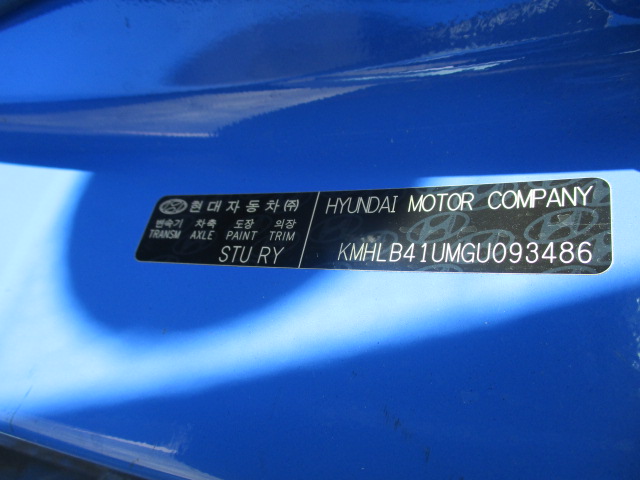 현대자동차㈜
변속기 차축 도장 의장
TRANSM AXLE PAINT TRIM
STU RY
HYUNDAI MOTOR COMPANY
KMHLB41UMGU093486